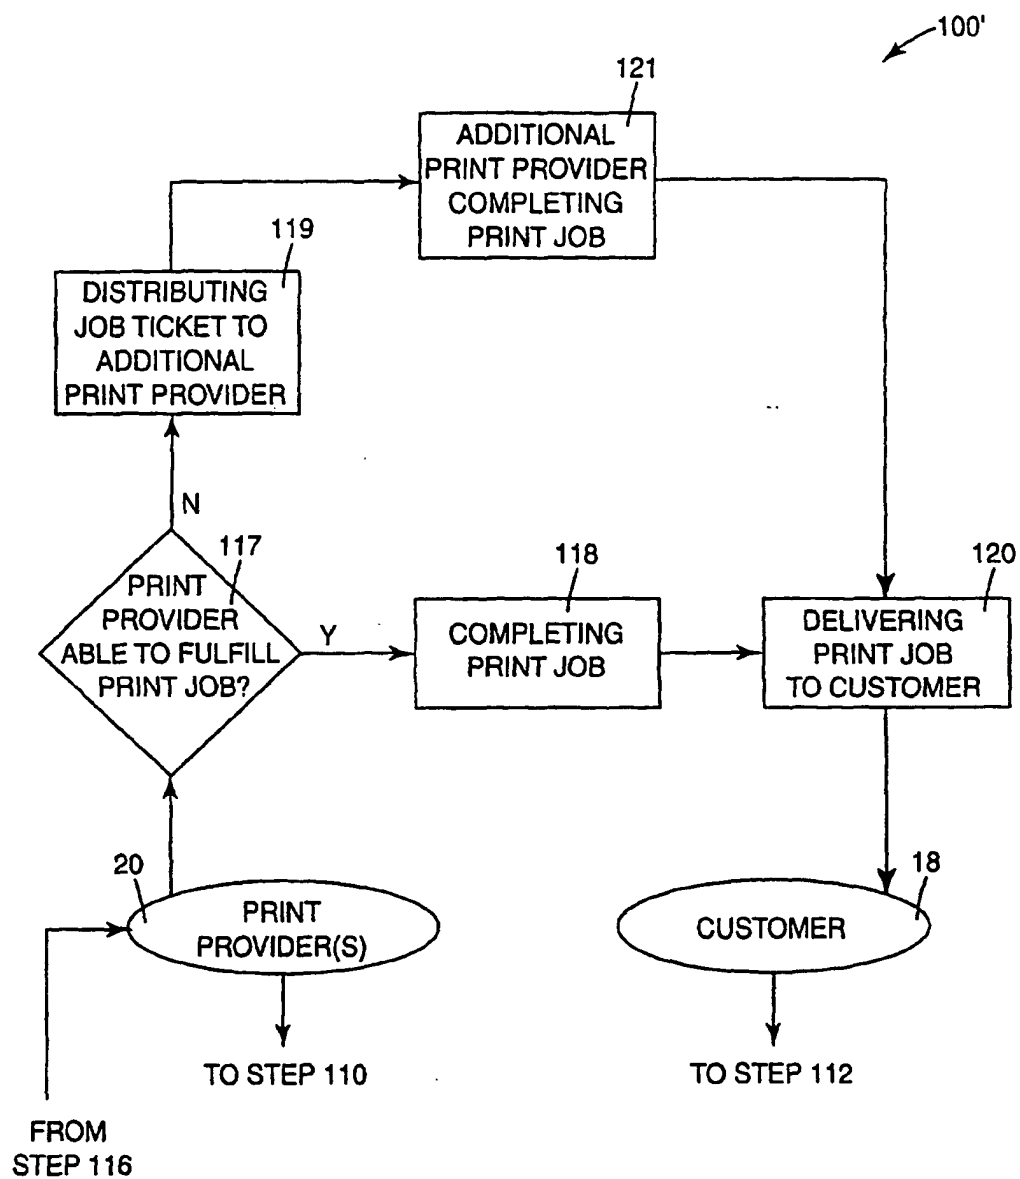 100'
121
ADDITIONAL
PRINT PROVIDER
COMPLETING
PRINT JOB
119
DISTRIBUTING
JOB TICKET TO
ADDITIONAL
PRINT PROVIDER
N
117
PRINT
PROVIDER
ABLE TO FULFILL
PRINT JOB?
Y
118
COMPLETING
PRINT JOB
120
DELIVERING
PRINT JOB
TO CUSTOMER
20
PRINT
PROVIDER(S)
18
CUSTOMER
TO STEP 110
TO STEP 112
FROM
STEP 116